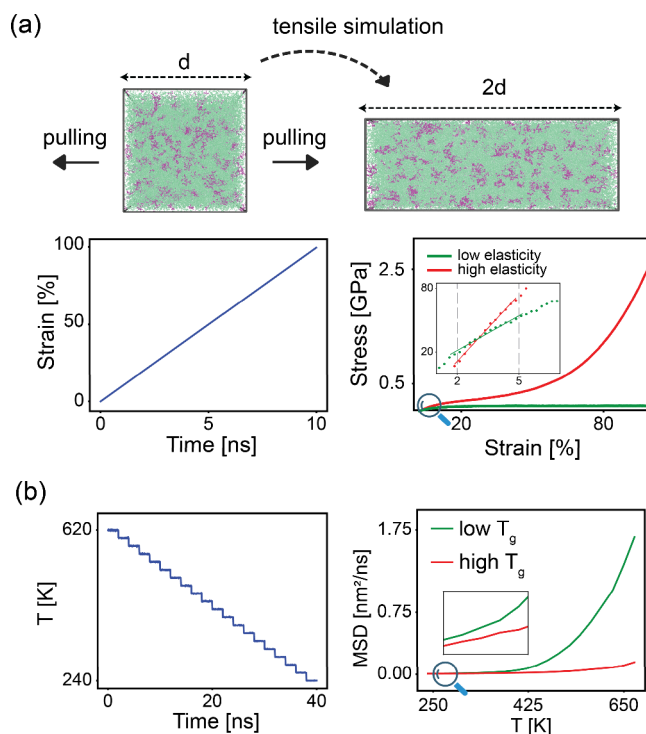 (a)
tensile simulation
d
2d
pulling
pulling
100
50
0
Strain [%]
0
5
10
Time [ns]
low elasticity
high elasticity
2.5
0.5
Stress [GPa]
80
20
2
5
20
80
Strain [%]
(b)
620
240
T [K]
0
20
40
Time [ns]
low Tg
high Tg
1.75
0.75
0.00
MSD [nm²/ns]
250
425
650
T [K]